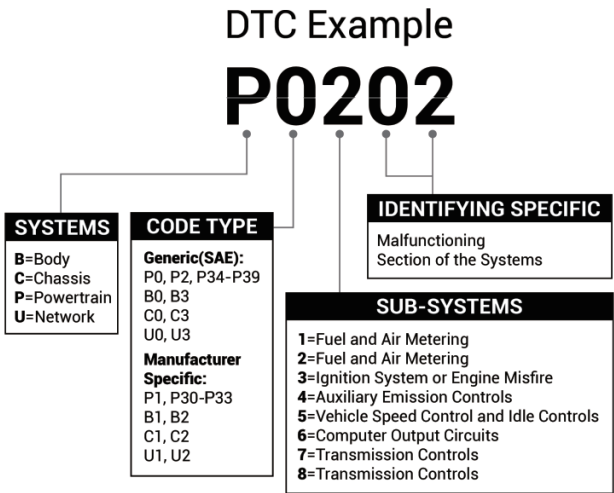 DTC Example
P0202
SYSTEMS
B=Body
C=Chassis
P=Powertrain
U=Network
CODE TYPE
Generic(SAE):
P0, P2, P34-P39
B0, B3
C0, C3
U0, U3
Manufacturer
Specific:
P1, P30-P33
B1, B2
C1, C2
U1, U2
IDENTIFYING SPECIFIC
Malfunctioning
Section of the Systems
SUB-SYSTEMS
1=Fuel and Air Metering
2=Fuel and Air Metering
3=Ignition System or Engine Misfire
4=Auxiliary Emission Controls
5=Vehicle Speed Control and Idle Controls
6=Computer Output Circuits
7=Transmission Controls
8=Transmission Controls